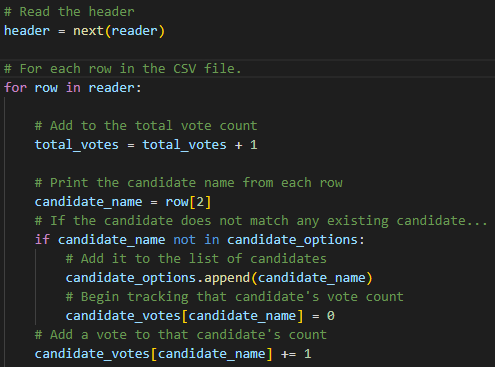 # Read the header
header = next(reader)
# For each row in the CSV file.
for row in reader:
# Add to the total vote count
total_votes = total_votes + 1
# Print the candidate name from each row
candidate_name = row[2]
# If the candidate does not match any existing candidate...
if candidate_name not in candidate_options:
# Add it to the list of candidates
candidate_options.append(candidate_name)
# Begin tracking that candidate's vote count
candidate_votes[candidate_name] = 0
# Add a vote to that candidate's count
candidate_votes[candidate_name] += 1